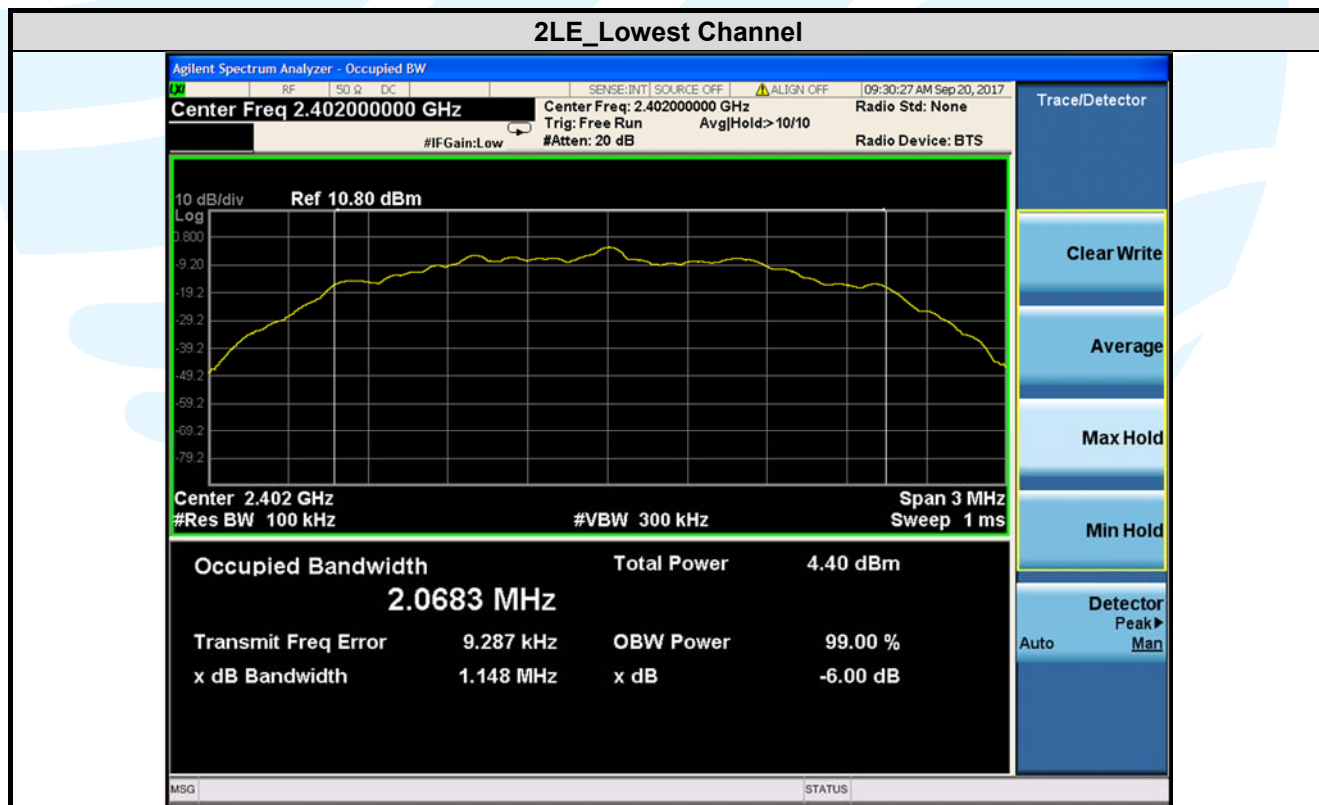 2LE_Lowest Channel
Agilent Spectrum Analyzer - Occupied BW
LXI RF 50 Ω DC SENSE:INT SOURCE OFF ALIGN OFF 09:30:27 AM Sep 20, 2017
Center Freq 2.402000000 GHz
Center Freq: 2.402000000 GHz
Radio Std: None
Trig: Free Run Avg|Hold:> 10/10
#IFGain:Low
#Atten: 20 dB
Radio Device: BTS
Trace/Detector
10 dB/div Ref 10.80 dBm
Log
0.800
-9.20
-19.2
-29.2
-39.2
-49.2
-59.2
-69.2
-79.2
Center 2.402 GHz
Span 3 MHz
#Res BW 100 kHz
#VBW 300 kHz
Sweep 1 ms
Clear Write
Average
Max Hold
Min Hold
Detector
Peak▶
Auto Man
Occupied Bandwidth
2.0683 MHz
Total Power 4.40 dBm
Transmit Freq Error 9.287 kHz
OBW Power 99.00 %
x dB Bandwidth 1.148 MHz
x dB -6.00 dB
MSG
STATUS